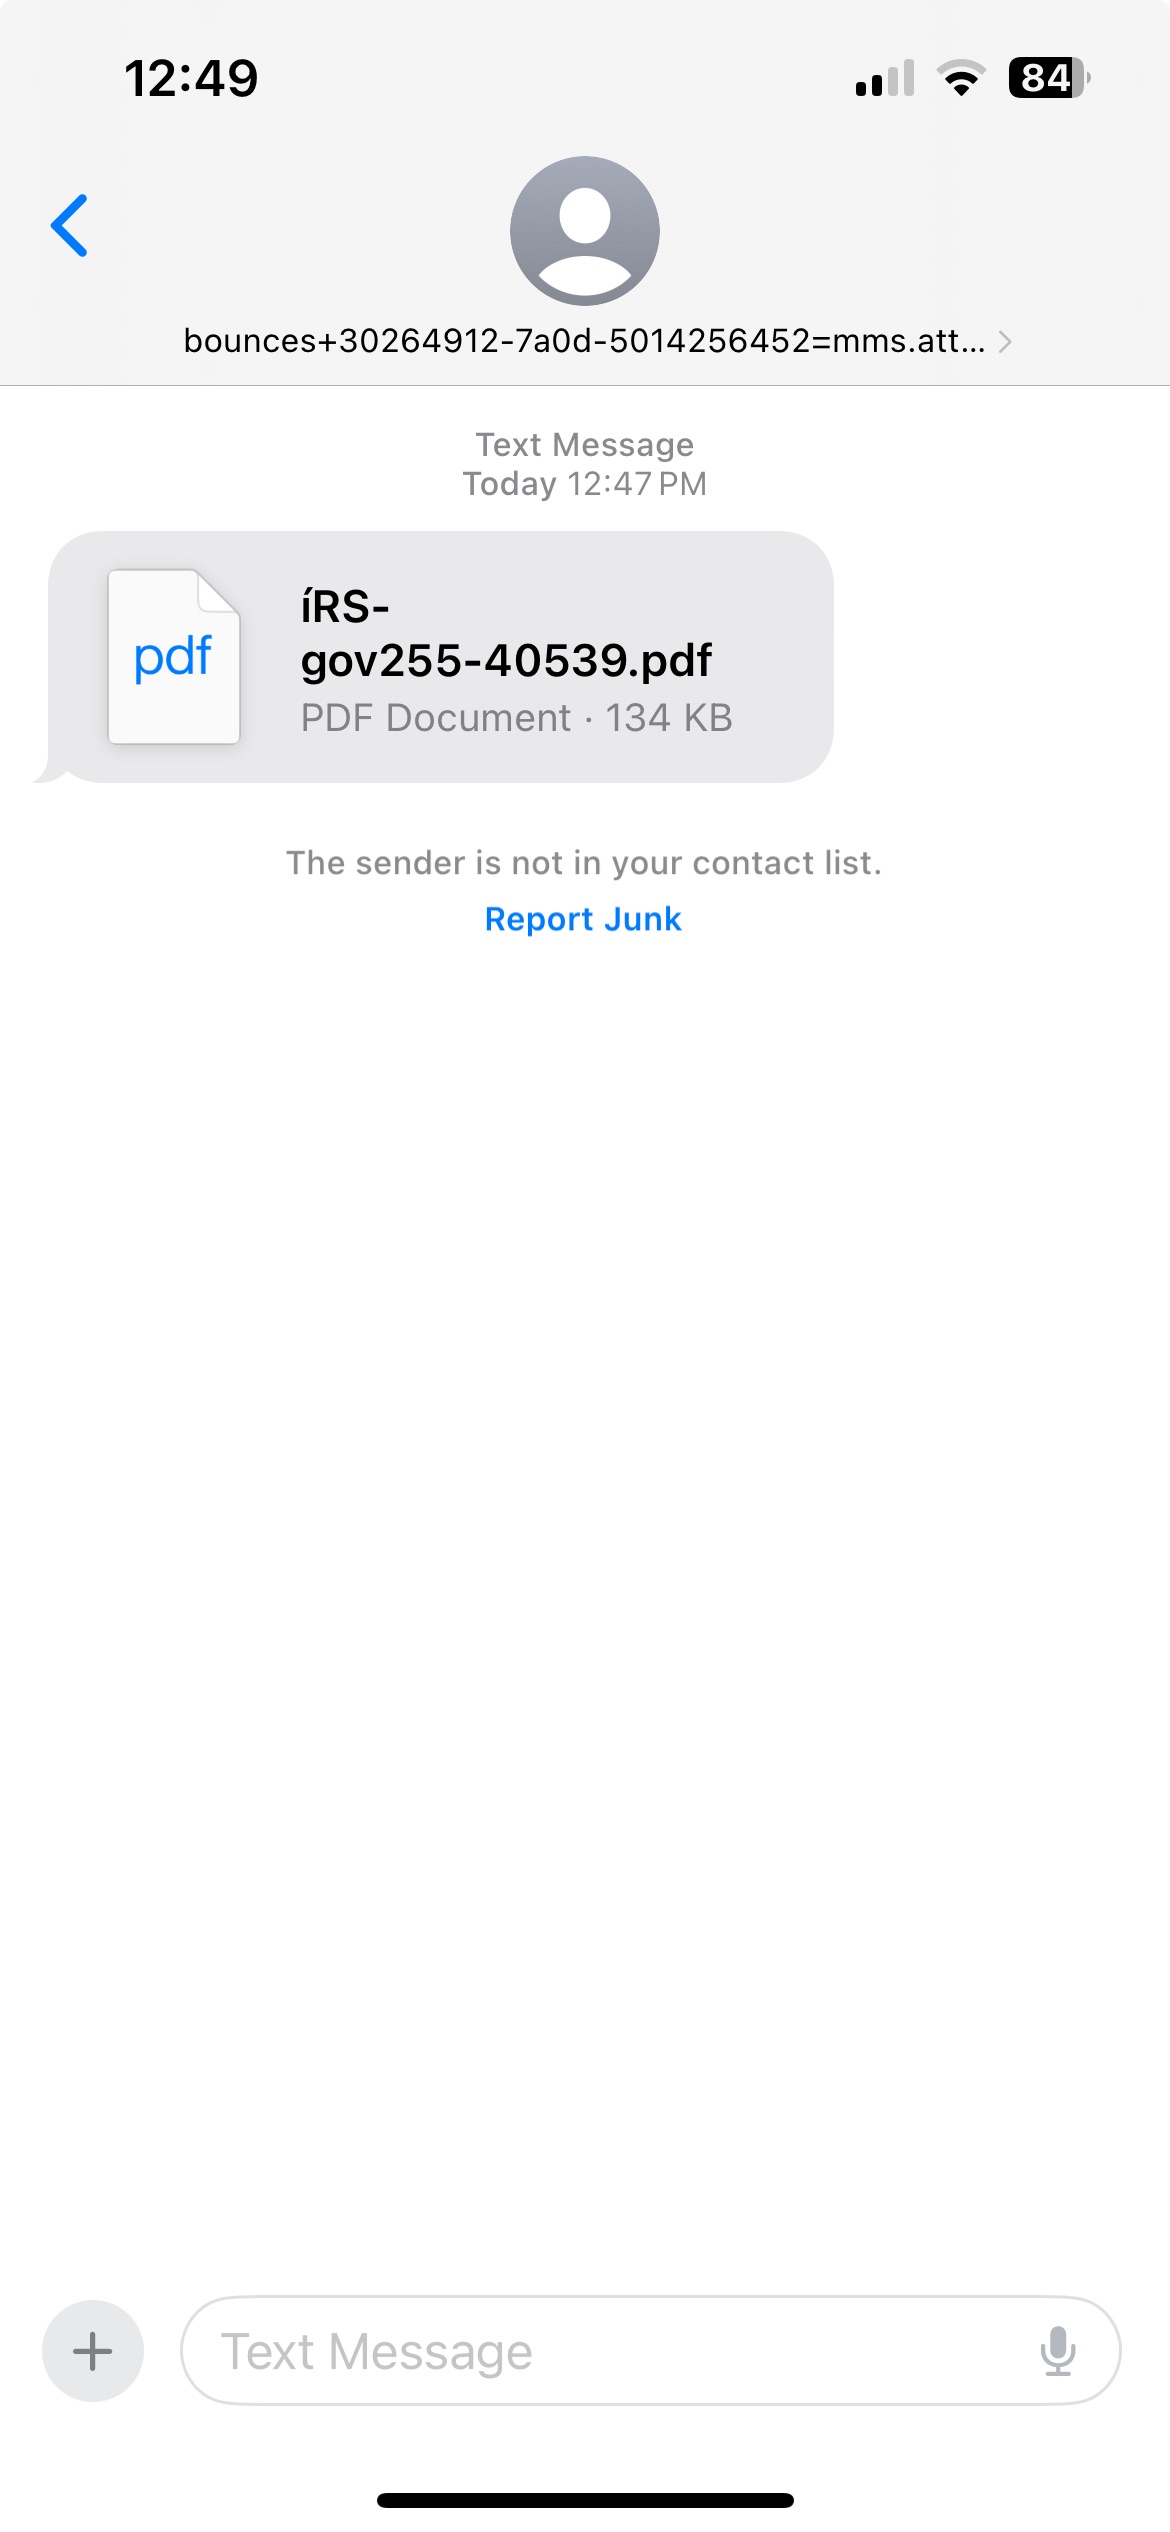 12:49
84
bounces+30264912-7a0d-5014256452=mms.att...
Text Message
Today 12:47 PM
pdf
íRS-
gov255-40539.pdf
PDF Document · 134 KB
The sender is not in your contact list.
Report Junk
Text Message